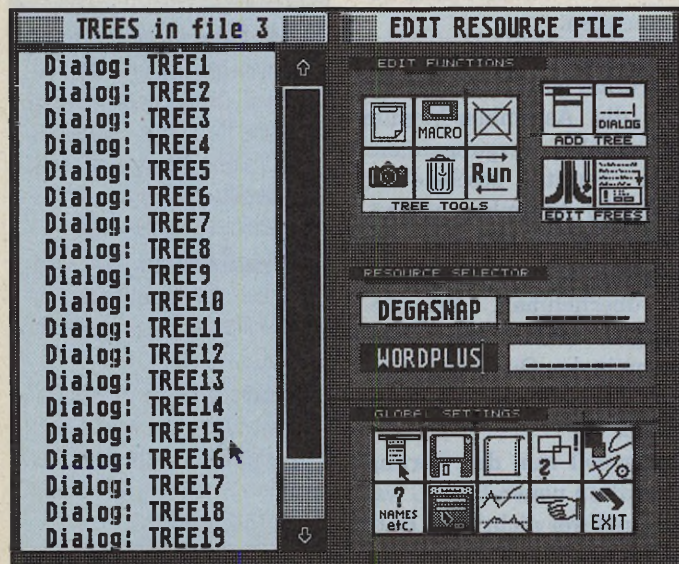 TREES in file 3
Dialog: TREE1
Dialog: TREE2
Dialog: TREE3
Dialog: TREE4
Dialog: TREE5
Dialog: TREE6
Dialog: TREE7
Dialog: TREE8
Dialog: TREE9
Dialog: TREE10
Dialog: TREE11
Dialog: TREE12
Dialog: TREE13
Dialog: TREE14
Dialog: TREE15
Dialog: TREE16
Dialog: TREE17
Dialog: TREE18
Dialog: TREE19
EDIT RESOURCE FILE
EDIT FUNCTIONS
MACRO
Run
TREE TOOLS
DIALOG
ADD TREE
EDIT FREES
RESOURCE SELECTOR
DEGASNAP
________
WORDPLUS
________
GLOBAL SETTINGS
?!
?
NAMES
etc.
EXIT